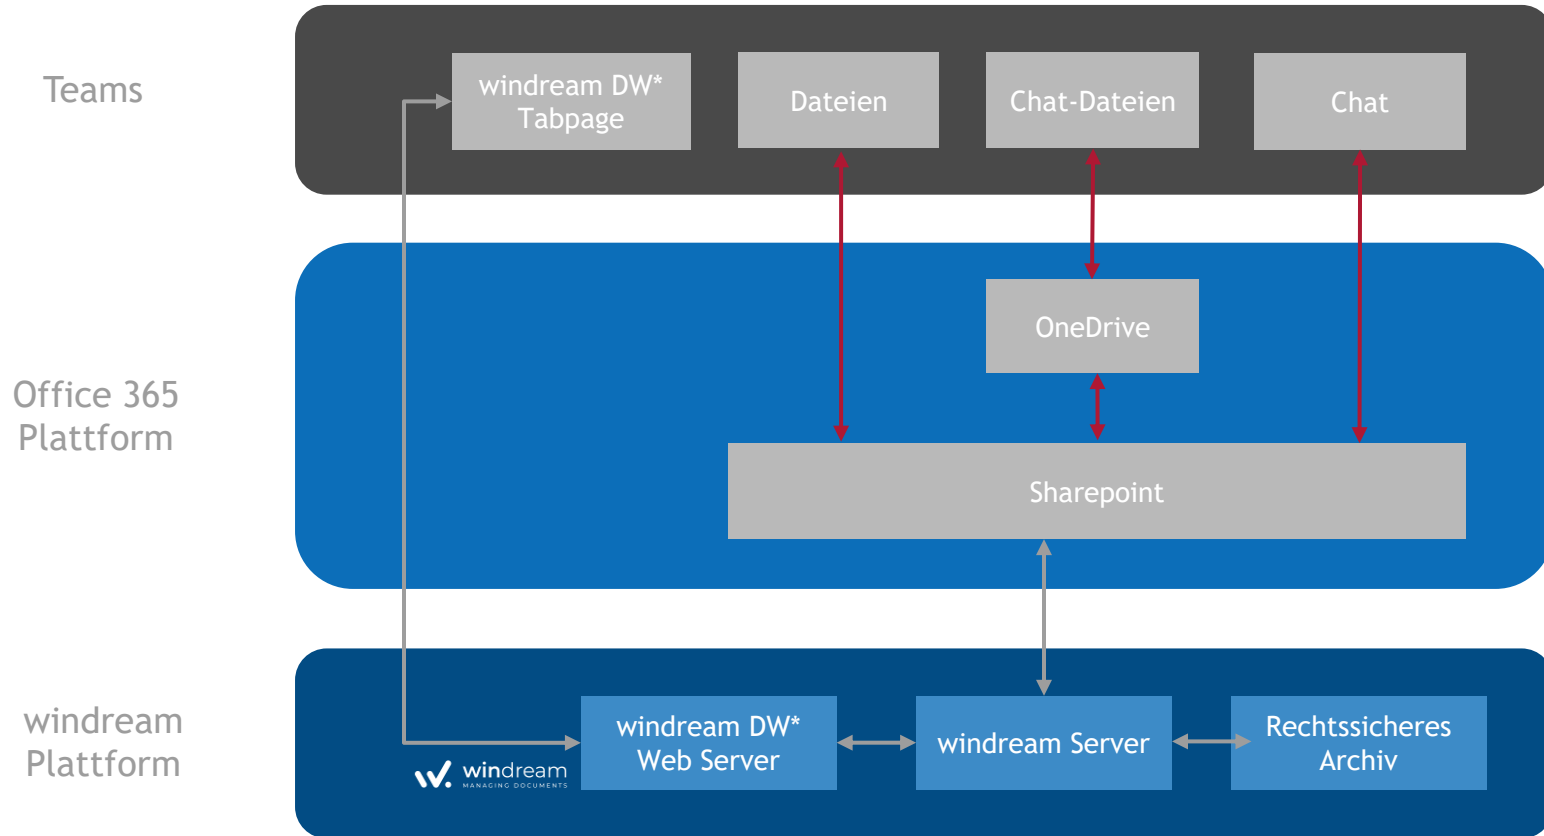 Teams
windream DW*
Tabpage
Dateien
Chat-Dateien
Chat
Office 365
Plattform
OneDrive
Sharepoint
windream
Plattform
windream DW*
Web Server
windream Server
Rechtssicheres
Archiv
windream
MANAGING DOCUMENTS